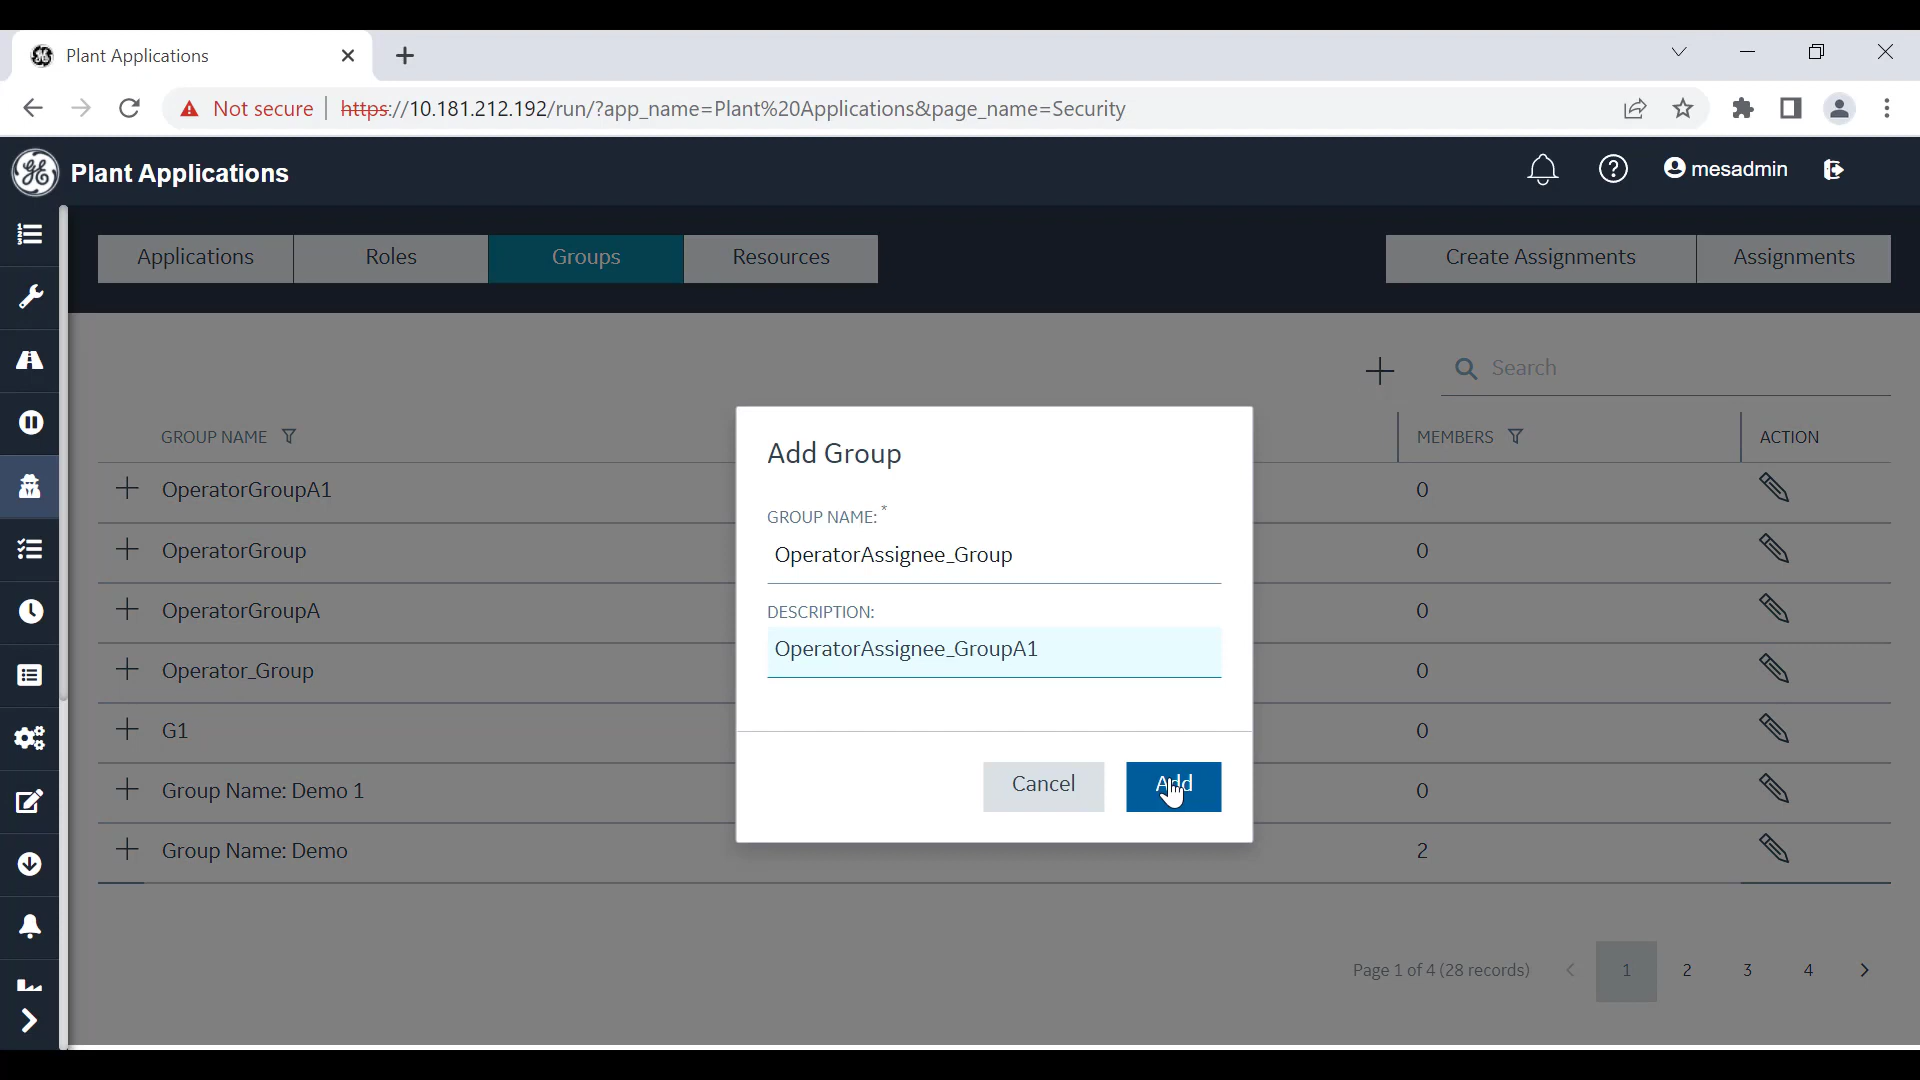 Plant Applications
Not secure https://10.181.212.192/run/?app_name=Plant%20Applications&page_name=Security
Plant Applications
mesadmin
Applications Roles Groups Resources Create Assignments Assignments
Search
GROUP NAME MEMBERS ACTION
OperatorGroupA1 0
OperatorGroup 0
OperatorGroupA 0
Operator_Group 0
G1 0
Group Name: Demo 1 0
Group Name: Demo 2
Add Group
GROUP NAME: *
OperatorAssignee_Group
DESCRIPTION:
OperatorAssignee_GroupA1
Cancel Add
Page 1 of 4 (28 records) 1 2 3 4